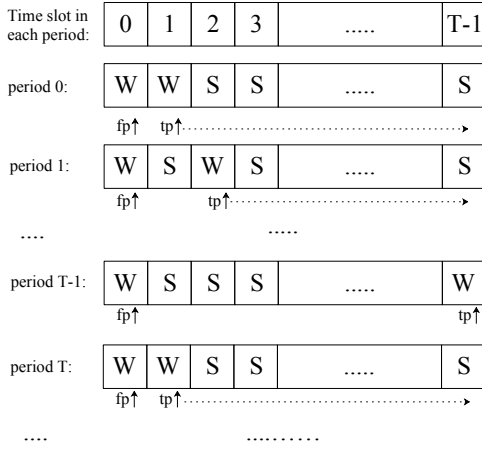 Time slot in
each period: 0 1 2 3 ..... T-1
period 0: W W S S ..... S
fp tp
period 1: W S W S ..... S
fp tp
.... .....
period T-1: W S S S ..... W
fp tp
period T: W W S S ..... S
fp tp
.... ..........